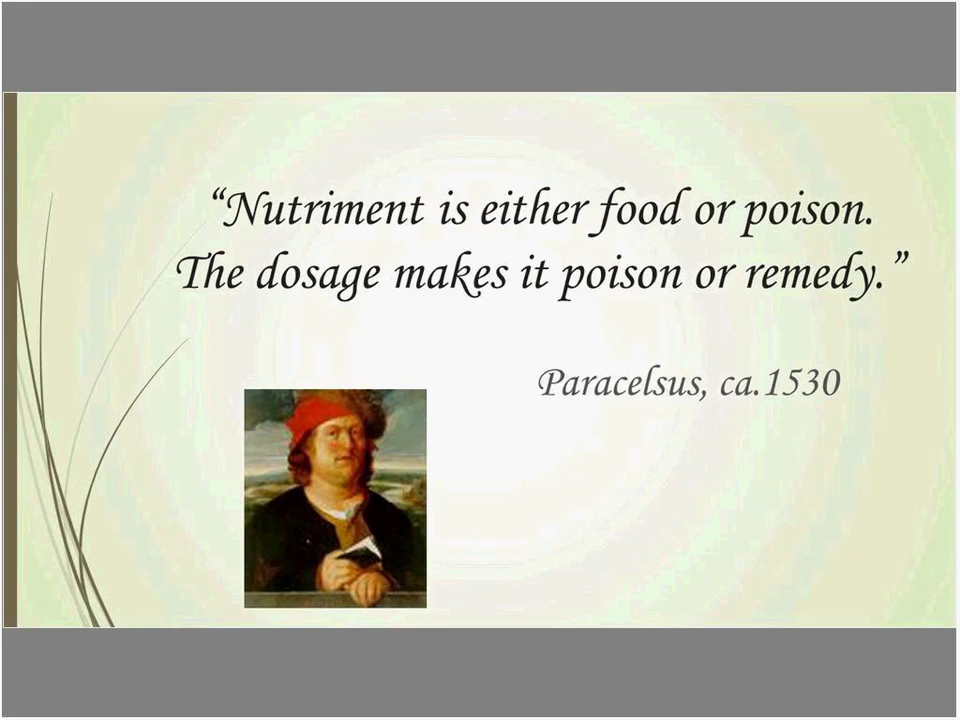 “Nutriment is either food or poison.
The dosage makes it poison or remedy.”
Paracelsus, ca.1530